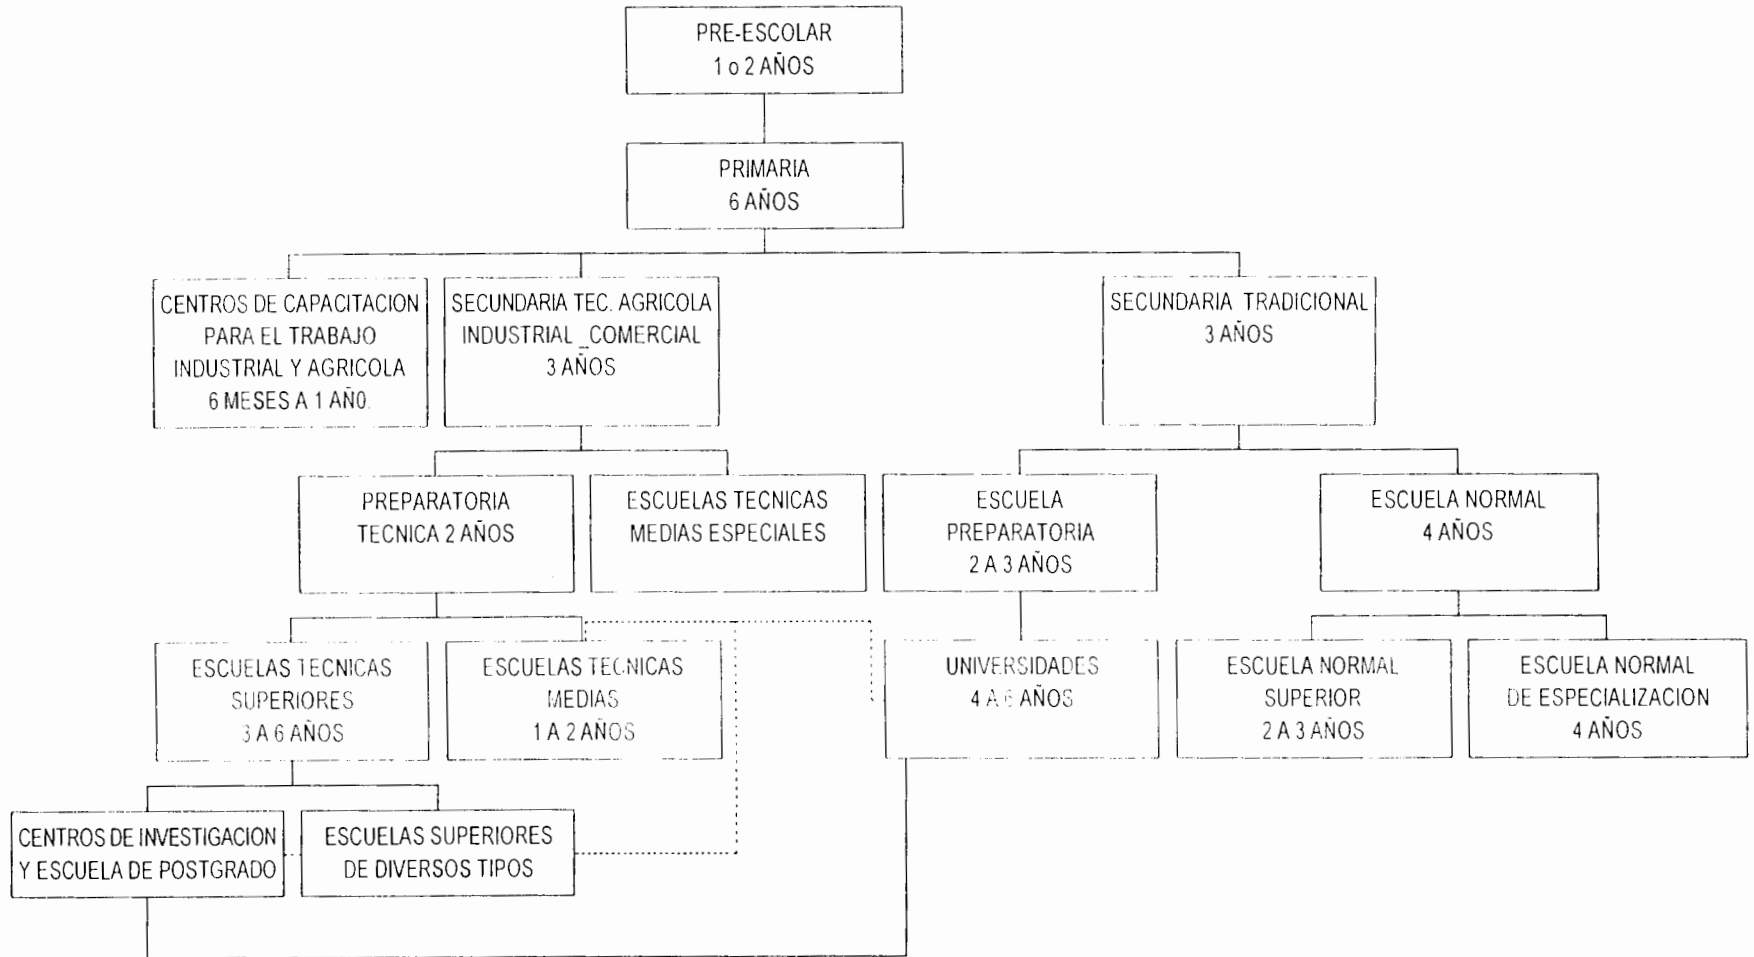 PRE-ESCOLAR
1 o 2 AÑOS
PRIMARIA
6 AÑOS
CENTROS DE CAPACITACION
PARA EL TRABAJO
INDUSTRIAL Y AGRICOLA
6 MESES A 1 AÑO.
SECUNDARIA TEC. AGRICOLA
INDUSTRIAL _COMERCIAL
3 AÑOS
SECUNDARIA TRADICIONAL
3 AÑOS
PREPARATORIA
TECNICA 2 AÑOS
ESCUELAS TECNICAS
MEDIAS ESPECIALES
ESCUELA
PREPARATORIA
2 A 3 AÑOS
ESCUELA NORMAL
4 AÑOS
ESCUELAS TECNICAS
SUPERIORES
3 A 6 AÑOS
ESCUELAS TECNICAS
MEDIAS
1 A 2 AÑOS
UNIVERSIDADES
4 A 6 AÑOS
ESCUELA NORMAL
SUPERIOR
2 A 3 AÑOS
ESCUELA NORMAL
DE ESPECIALIZACION
4 AÑOS
CENTROS DE INVESTIGACION
Y ESCUELA DE POSTGRADO
ESCUELAS SUPERIORES
DE DIVERSOS TIPOS